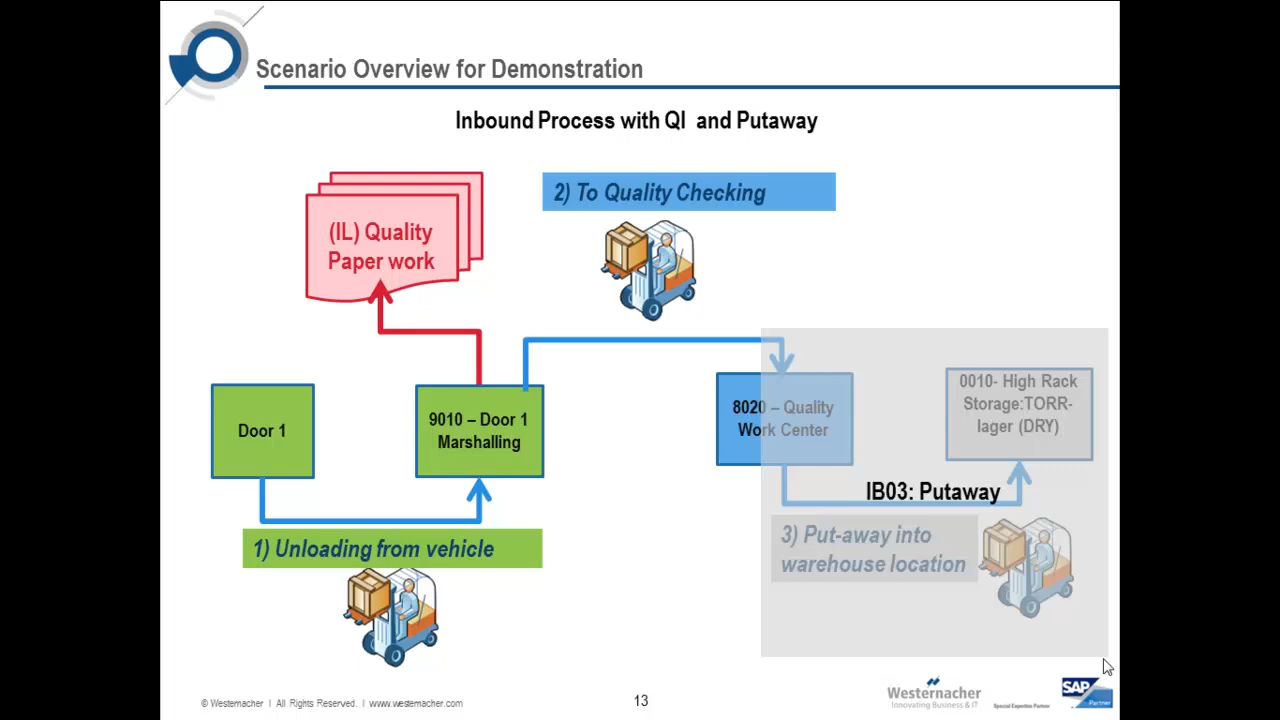 Scenario Overview for Demonstration
Inbound Process with QI and Putaway
(IL) Quality
Paper work
2) To Quality Checking
Door 1
9010 – Door 1
Marshalling
8020 – Quality
Work Center
0010- High Rack
Storage:TORR-
lager (DRY)
IB03: Putaway
1) Unloading from vehicle
3) Put-away into
warehouse location
© Westernacher I All Rights Reserved. I www.westernacher.com
13
Westernacher
Innovating Business & IT
Special Expertise Partner
SAP
Partner